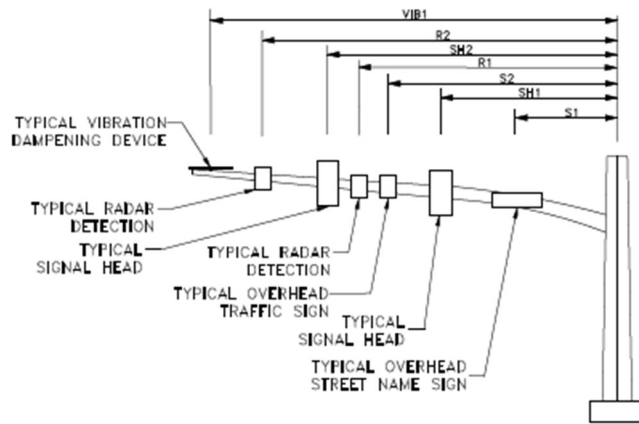 VIB1
R2
SH2
R1
S2
SH1
S1
TYPICAL VIBRATION
DAMPENING DEVICE
TYPICAL RADAR
DETECTION
TYPICAL
SIGNAL HEAD
TYPICAL RADAR
DETECTION
TYPICAL OVERHEAD
TRAFFIC SIGN
TYPICAL
SIGNAL HEAD
TYPICAL OVERHEAD
STREET NAME SIGN